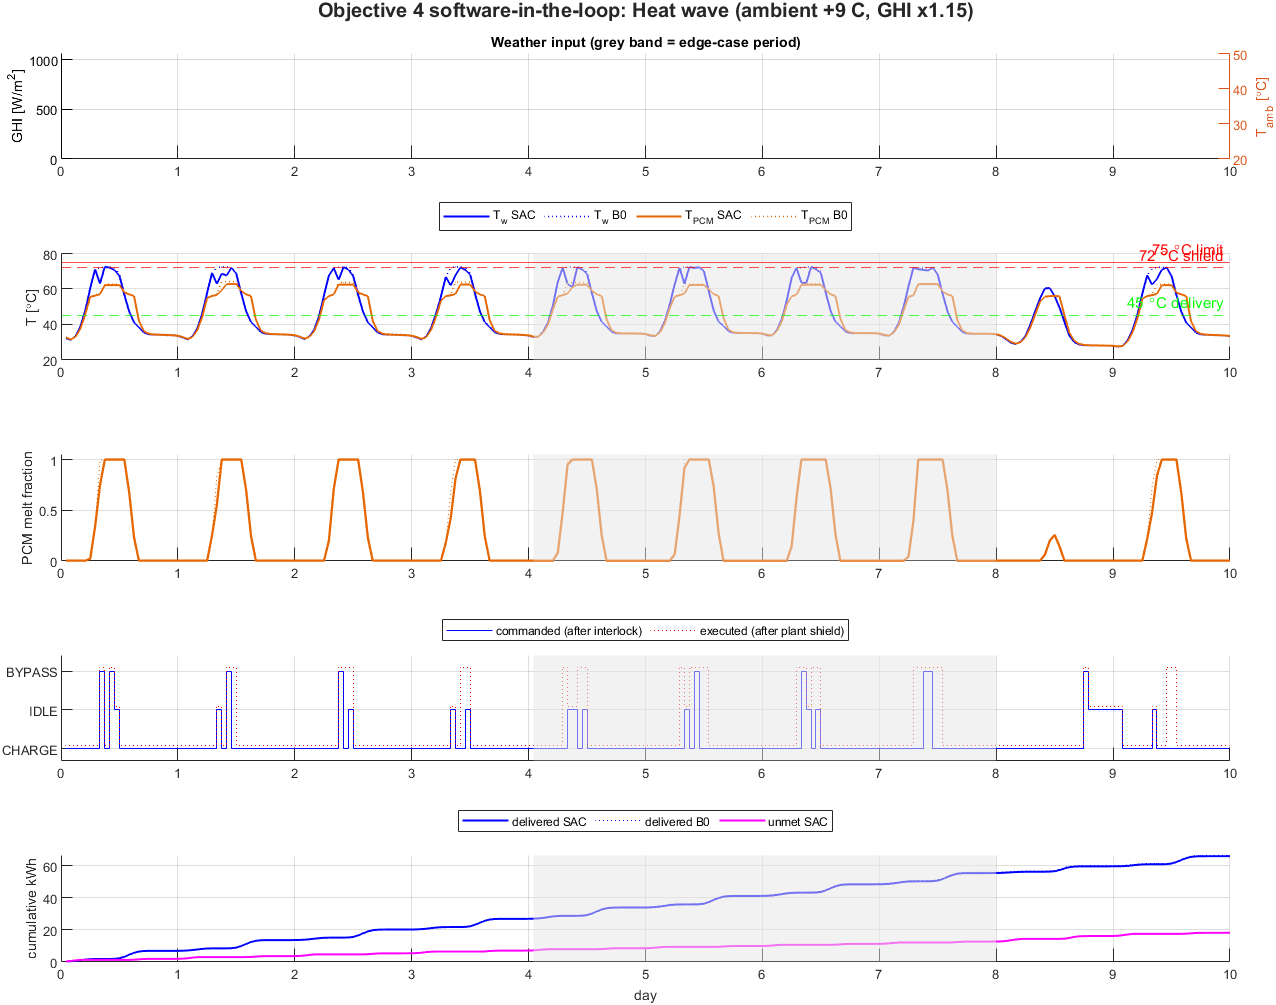 Objective 4 software-in-the-loop: Heat wave (ambient +9 C, GHI x1.15)
Weather input (grey band = edge-case period)
GHI [W/m2]
1000
500
0
50
40
30
20
Tamb [°C]
0 1 2 3 4 5 6 7 8 9 10
Tw SAC Tw B0 TPCM SAC TPCM B0
T [°C]
80
60
40
20
75 °C limit
72 °C shield
45 °C delivery
0 1 2 3 4 5 6 7 8 9 10
PCM melt fraction
1
0.5
0
0 1 2 3 4 5 6 7 8 9 10
commanded (after interlock) executed (after plant shield)
BYPASS
IDLE
CHARGE
0 1 2 3 4 5 6 7 8 9 10
delivered SAC delivered B0 unmet SAC
cumulative kWh
60
40
20
0
0 1 2 3 4 5 6 7 8 9 10
day